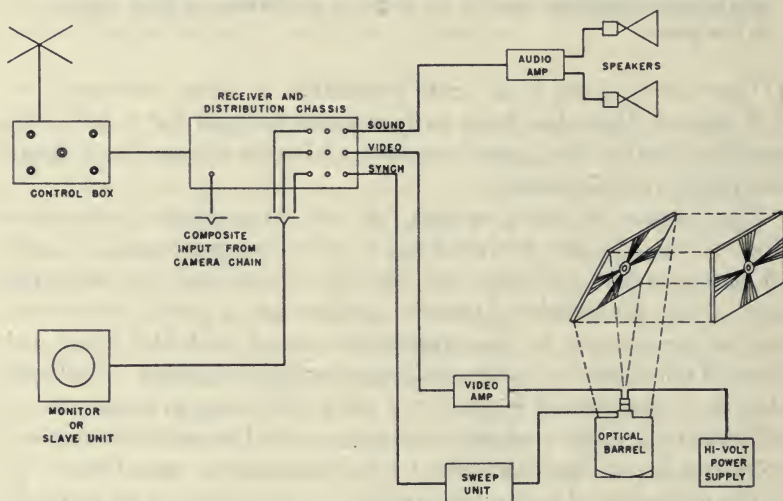 AUDIO
AMP
SPEAKERS
RECEIVER AND
DISTRIBUTION CHASSIS
SOUND
VIDEO
SYNCH
CONTROL BOX
COMPOSITE
INPUT FROM
CAMERA CHAIN
MONITOR
OR
SLAVE UNIT
VIDEO
AMP
OPTICAL
BARREL
HI-VOLT
POWER
SUPPLY
SWEEP
UNIT